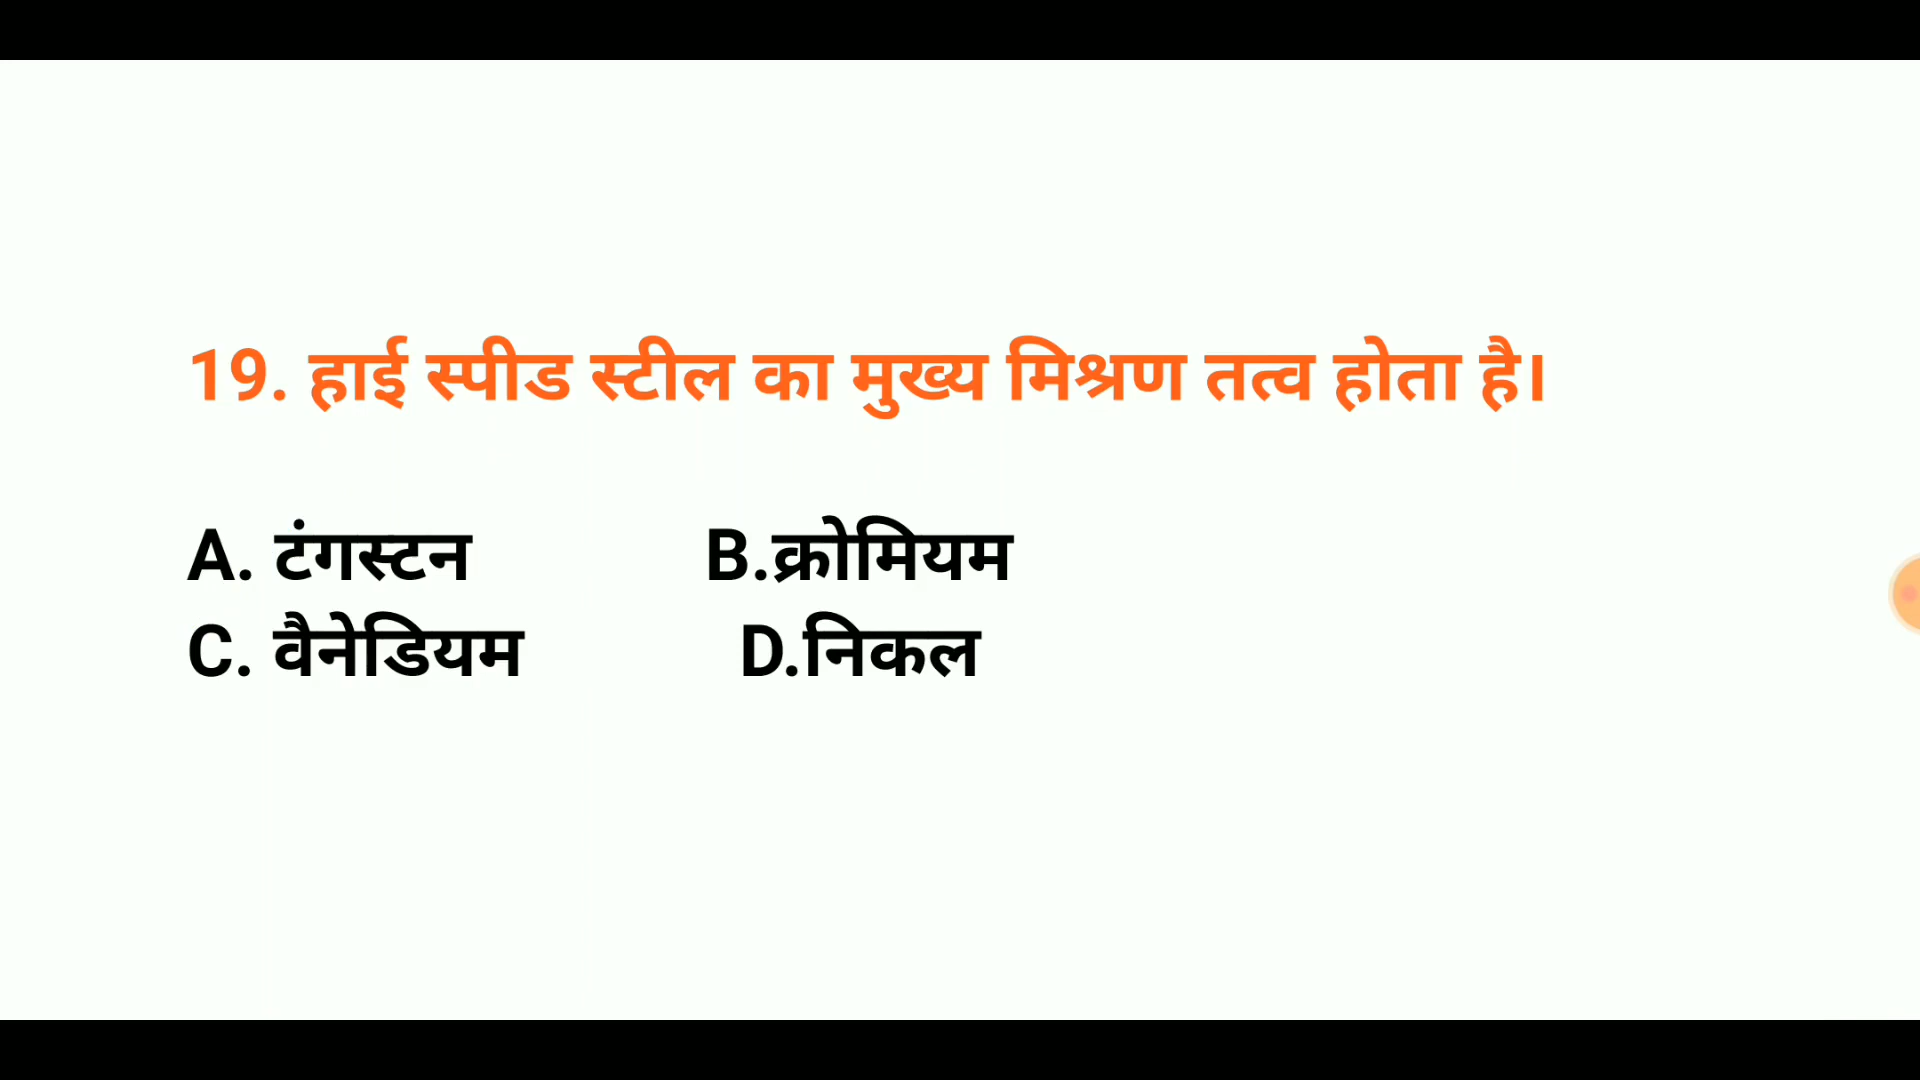 19. हाई स्पीड स्टील का मुख्य मिश्रण तत्व होता है।
A. टंगस्टन B.क्रोमियम
C. वैनेडियम D.निकल